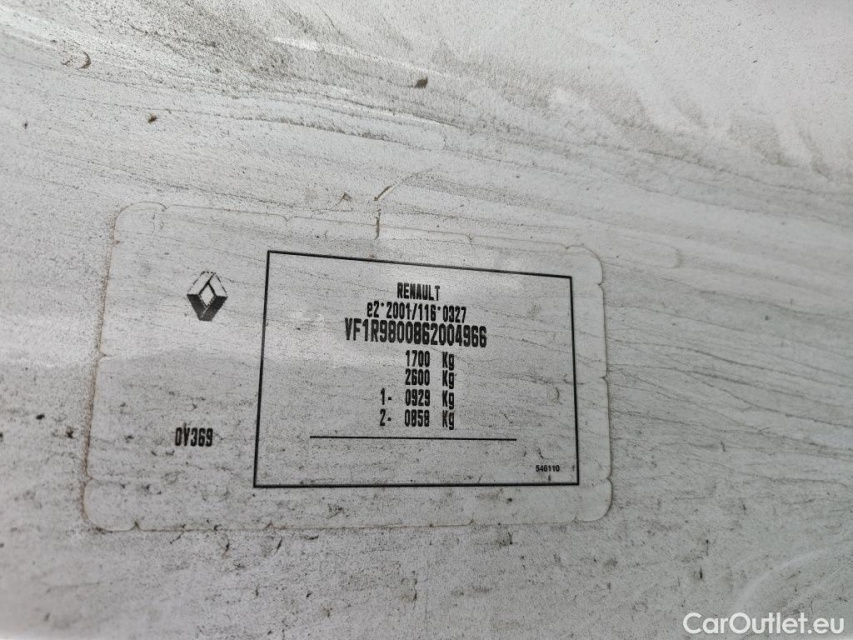 RENAULT
e2*2001/116*0327
VF1R9800862004966
1700 Kg
2600 Kg
1- 0929 Kg
2- 0858 Kg
0V369
546110
CarOutlet.eu